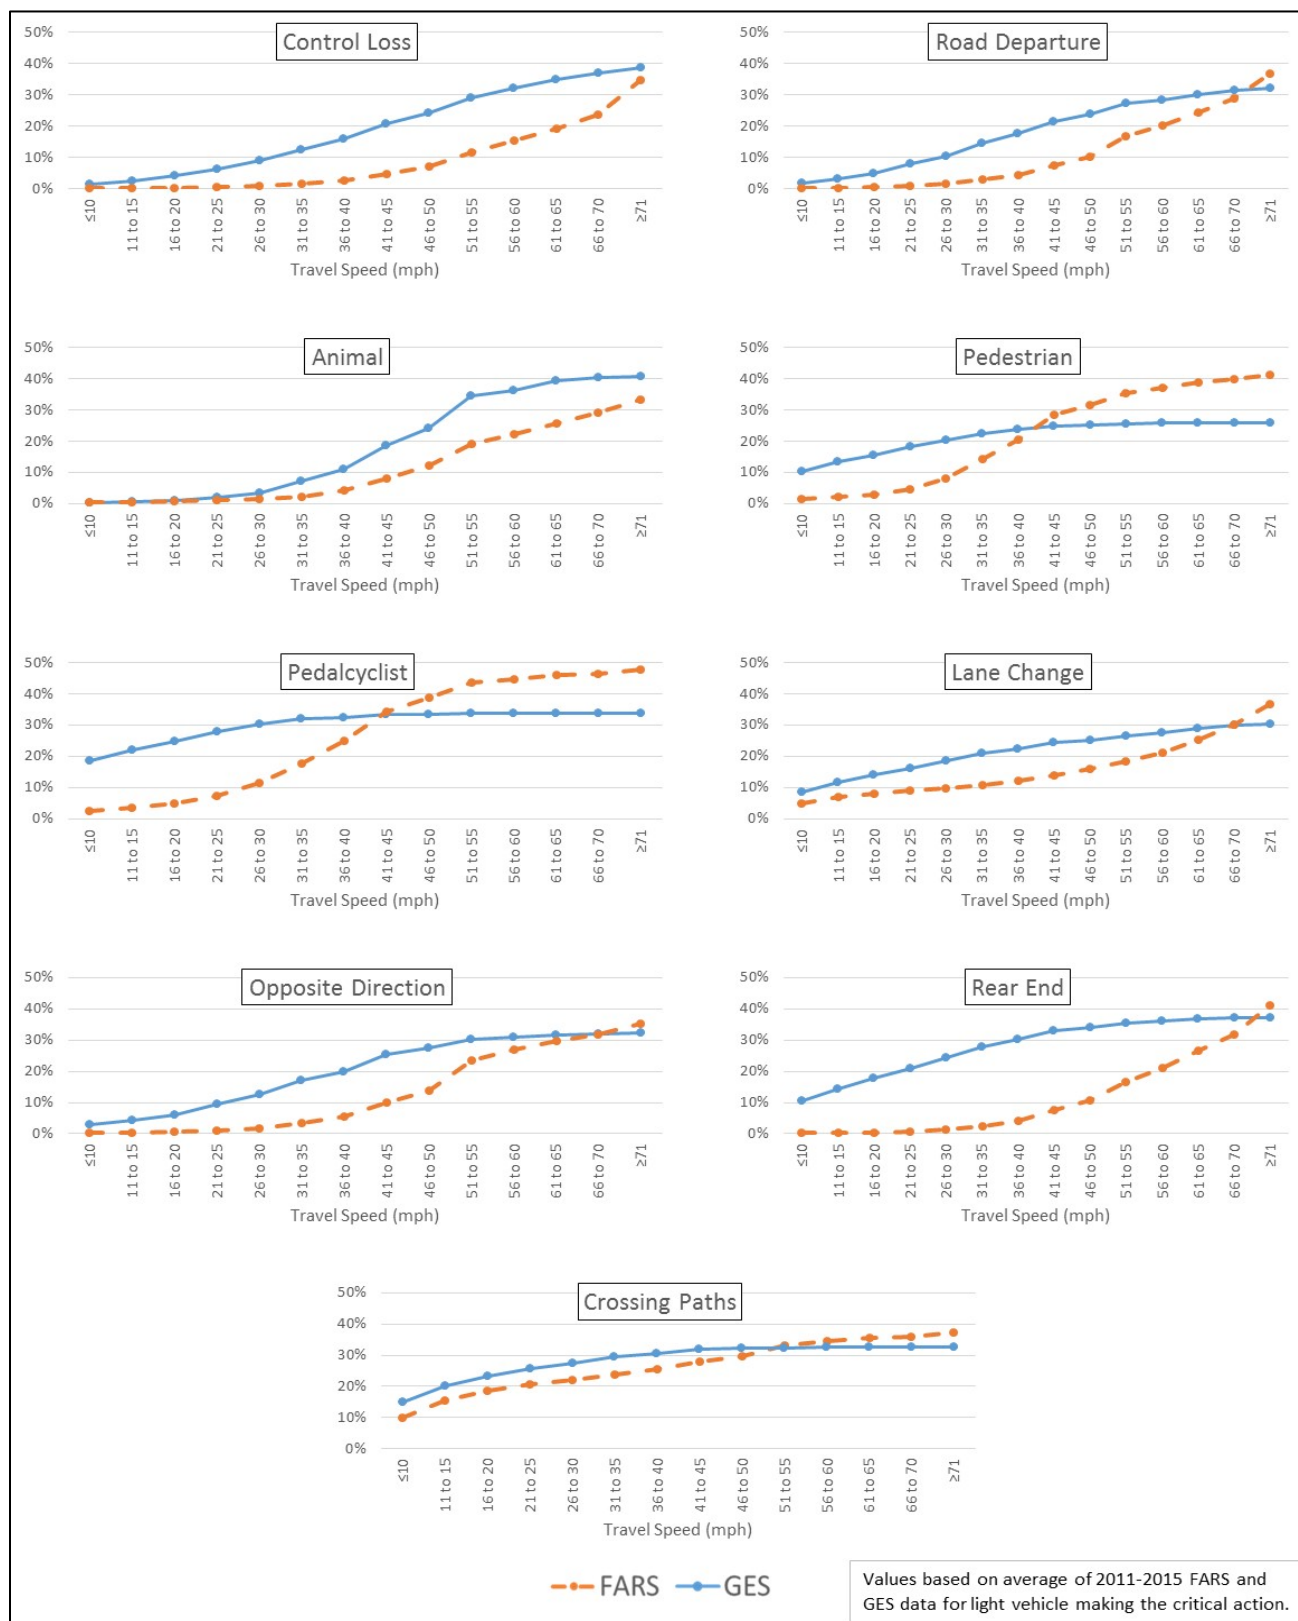 Control Loss
50%
40%
30%
20%
10%
0%
≤10
11 to 15
16 to 20
21 to 25
26 to 30
31 to 35
36 to 40
41 to 45
46 to 50
51 to 55
56 to 60
61 to 65
66 to 70
≥71
Travel Speed (mph)
Road Departure
50%
40%
30%
20%
10%
0%
≤10
11 to 15
16 to 20
21 to 25
26 to 30
31 to 35
36 to 40
41 to 45
46 to 50
51 to 55
56 to 60
61 to 65
66 to 70
≥71
Travel Speed (mph)
Animal
50%
40%
30%
20%
10%
0%
≤10
11 to 15
16 to 20
21 to 25
26 to 30
31 to 35
36 to 40
41 to 45
46 to 50
51 to 55
56 to 60
61 to 65
66 to 70
≥71
Travel Speed (mph)
Pedestrian
50%
40%
30%
20%
10%
0%
≤10
11 to 15
16 to 20
21 to 25
26 to 30
31 to 35
36 to 40
41 to 45
46 to 50
51 to 55
56 to 60
61 to 65
66 to 70
≥71
Travel Speed (mph)
Pedalcyclist
50%
40%
30%
20%
10%
0%
≤10
11 to 15
16 to 20
21 to 25
26 to 30
31 to 35
36 to 40
41 to 45
46 to 50
51 to 55
56 to 60
61 to 65
66 to 70
≥71
Travel Speed (mph)
Lane Change
50%
40%
30%
20%
10%
0%
≤10
11 to 15
16 to 20
21 to 25
26 to 30
31 to 35
36 to 40
41 to 45
46 to 50
51 to 55
56 to 60
61 to 65
66 to 70
≥71
Travel Speed (mph)
Opposite Direction
50%
40%
30%
20%
10%
0%
≤10
11 to 15
16 to 20
21 to 25
26 to 30
31 to 35
36 to 40
41 to 45
46 to 50
51 to 55
56 to 60
61 to 65
66 to 70
≥71
Travel Speed (mph)
Rear End
50%
40%
30%
20%
10%
0%
≤10
11 to 15
16 to 20
21 to 25
26 to 30
31 to 35
36 to 40
41 to 45
46 to 50
51 to 55
56 to 60
61 to 65
66 to 70
≥71
Travel Speed (mph)
Crossing Paths
50%
40%
30%
20%
10%
0%
≤10
11 to 15
16 to 20
21 to 25
26 to 30
31 to 35
36 to 40
41 to 45
46 to 50
51 to 55
56 to 60
61 to 65
66 to 70
≥71
Travel Speed (mph)
FARS GES
Values based on average of 2011-2015 FARS and
GES data for light vehicle making the critical action.